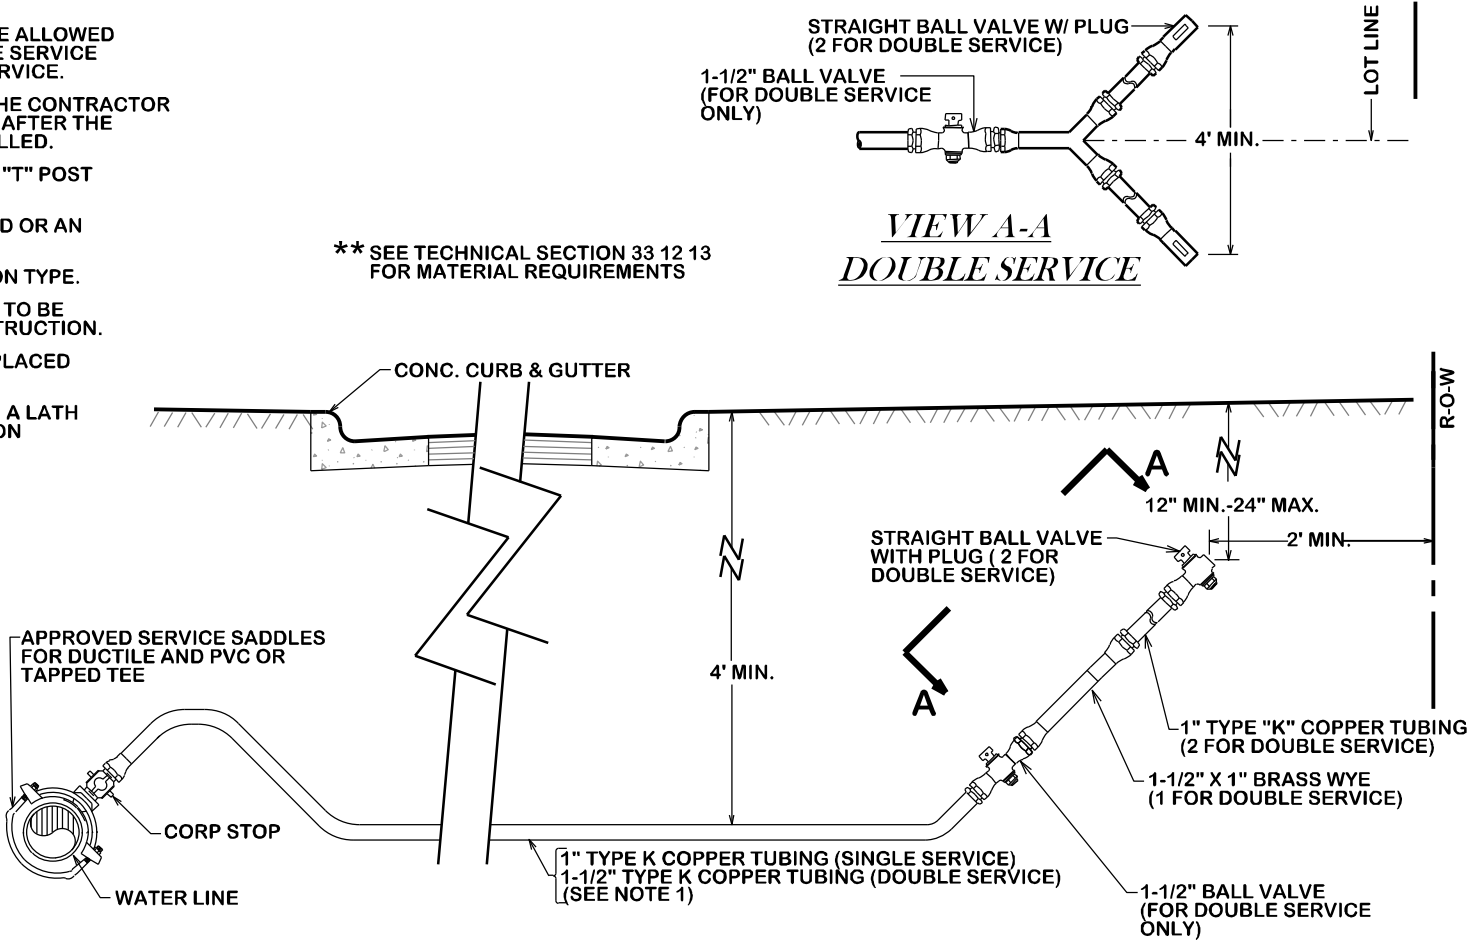 E ALLOWED
E SERVICE
RVICE.
HE CONTRACTOR
AFTER THE
LLED.
"T" POST
D OR AN
ON TYPE.
TO BE
TRUCTION.
PLACED
A LATH
ON
STRAIGHT BALL VALVE W/ PLUG
(2 FOR DOUBLE SERVICE)
1-1/2" BALL VALVE
(FOR DOUBLE SERVICE
ONLY)
4' MIN.
LOT LINE
VIEW A-A
DOUBLE SERVICE
** SEE TECHNICAL SECTION 33 12 13
FOR MATERIAL REQUIREMENTS
CONC. CURB & GUTTER
R-O-W
A
12" MIN.-24" MAX.
2' MIN.
STRAIGHT BALL VALVE
WITH PLUG ( 2 FOR
DOUBLE SERVICE)
4' MIN.
A
APPROVED SERVICE SADDLES
FOR DUCTILE AND PVC OR
TAPPED TEE
1" TYPE "K" COPPER TUBING
(2 FOR DOUBLE SERVICE)
1-1/2" X 1" BRASS WYE
(1 FOR DOUBLE SERVICE)
CORP STOP
1" TYPE K COPPER TUBING (SINGLE SERVICE)
1-1/2" TYPE K COPPER TUBING (DOUBLE SERVICE)
(SEE NOTE 1)
WATER LINE
1-1/2" BALL VALVE
(FOR DOUBLE SERVICE
ONLY)